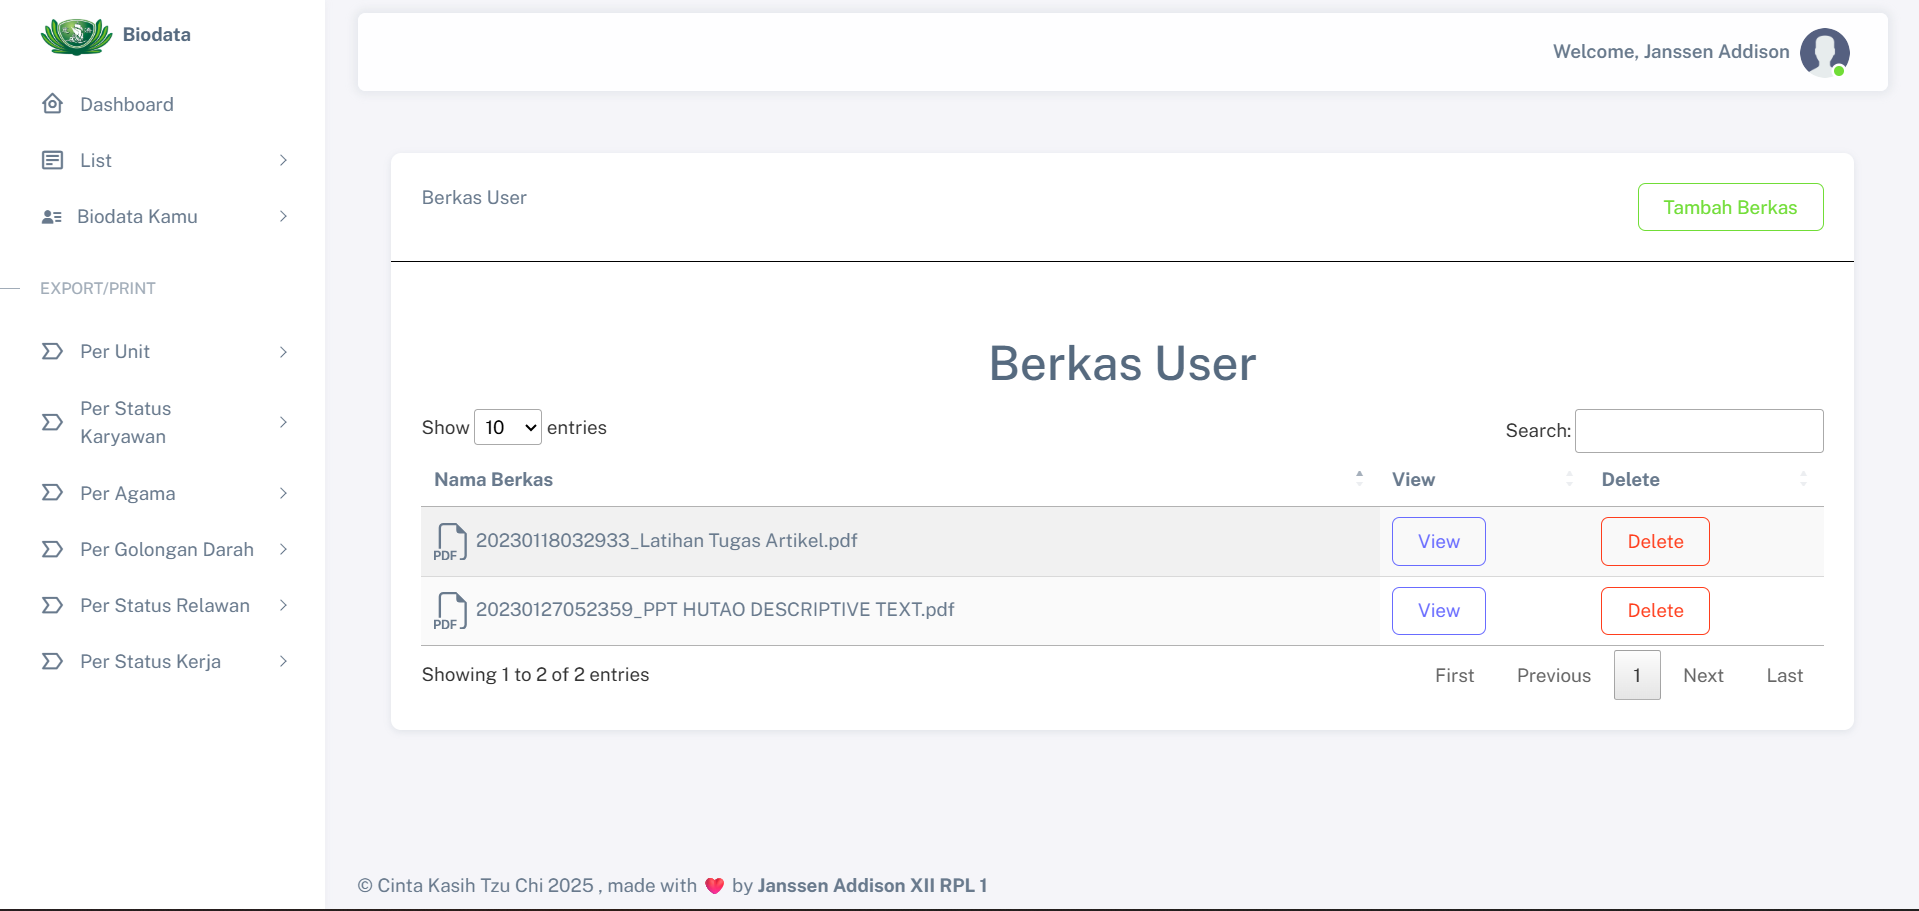 Biodata
Dashboard
List
Biodata Kamu
EXPORT/PRINT
Per Unit
Per Status
Karyawan
Per Agama
Per Golongan Darah
Per Status Relawan
Per Status Kerja
Welcome, Janssen Addison
Berkas User
Tambah Berkas
Berkas User
Show 10 entries
Search:
Nama Berkas View Delete
PDF 20230118032933_Latihan Tugas Artikel.pdf View Delete
PDF 20230127052359_PPT HUTAO DESCRIPTIVE TEXT.pdf View Delete
Showing 1 to 2 of 2 entries
First Previous 1 Next Last
© Cinta Kasih Tzu Chi 2025 , made with ❤️ by Janssen Addison XII RPL 1